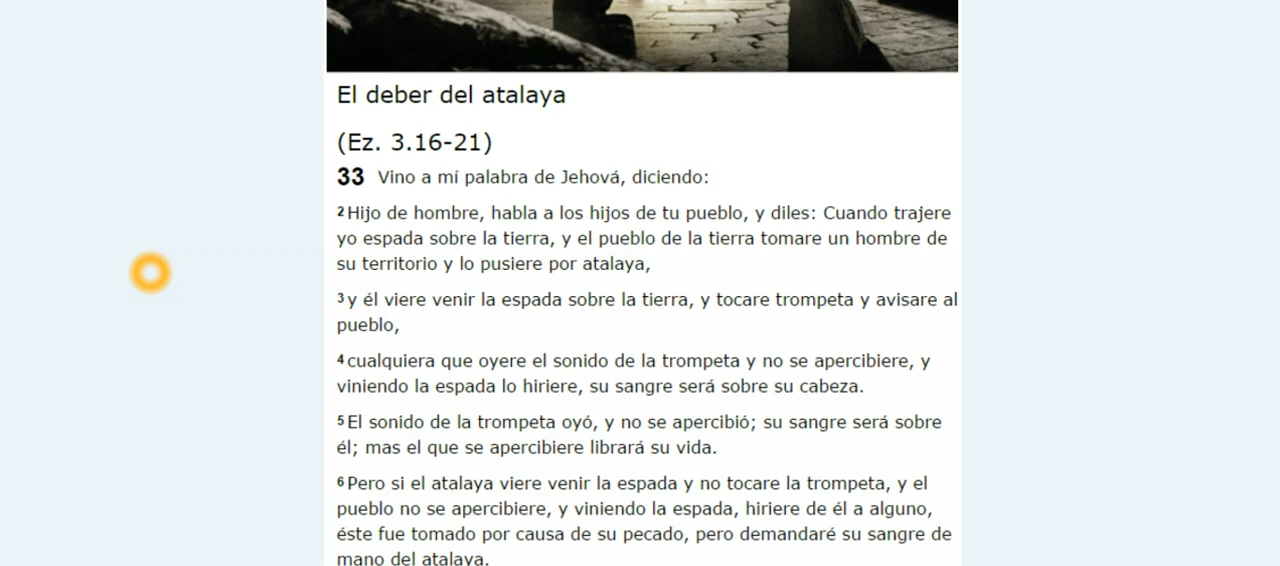 El deber del atalaya
(Ez. 3.16-21)
33 Vino a mí palabra de Jehová, diciendo:
2 Hijo de hombre, habla a los hijos de tu pueblo, y diles: Cuando trajere
yo espada sobre la tierra, y el pueblo de la tierra tomare un hombre de
su territorio y lo pusiere por atalaya,
3 y él viere venir la espada sobre la tierra, y tocare trompeta y avisare al
pueblo,
4 cualquiera que oyere el sonido de la trompeta y no se apercibiere, y
viniendo la espada lo hiriere, su sangre será sobre su cabeza.
5 El sonido de la trompeta oyó, y no se apercibió; su sangre será sobre
él; mas el que se apercibiere librará su vida.
6 Pero si el atalaya viere venir la espada y no tocare la trompeta, y el
pueblo no se apercibiere, y viniendo la espada, hiriere de él a alguno,
éste fue tomado por causa de su pecado, pero demandaré su sangre de
mano del atalaya.